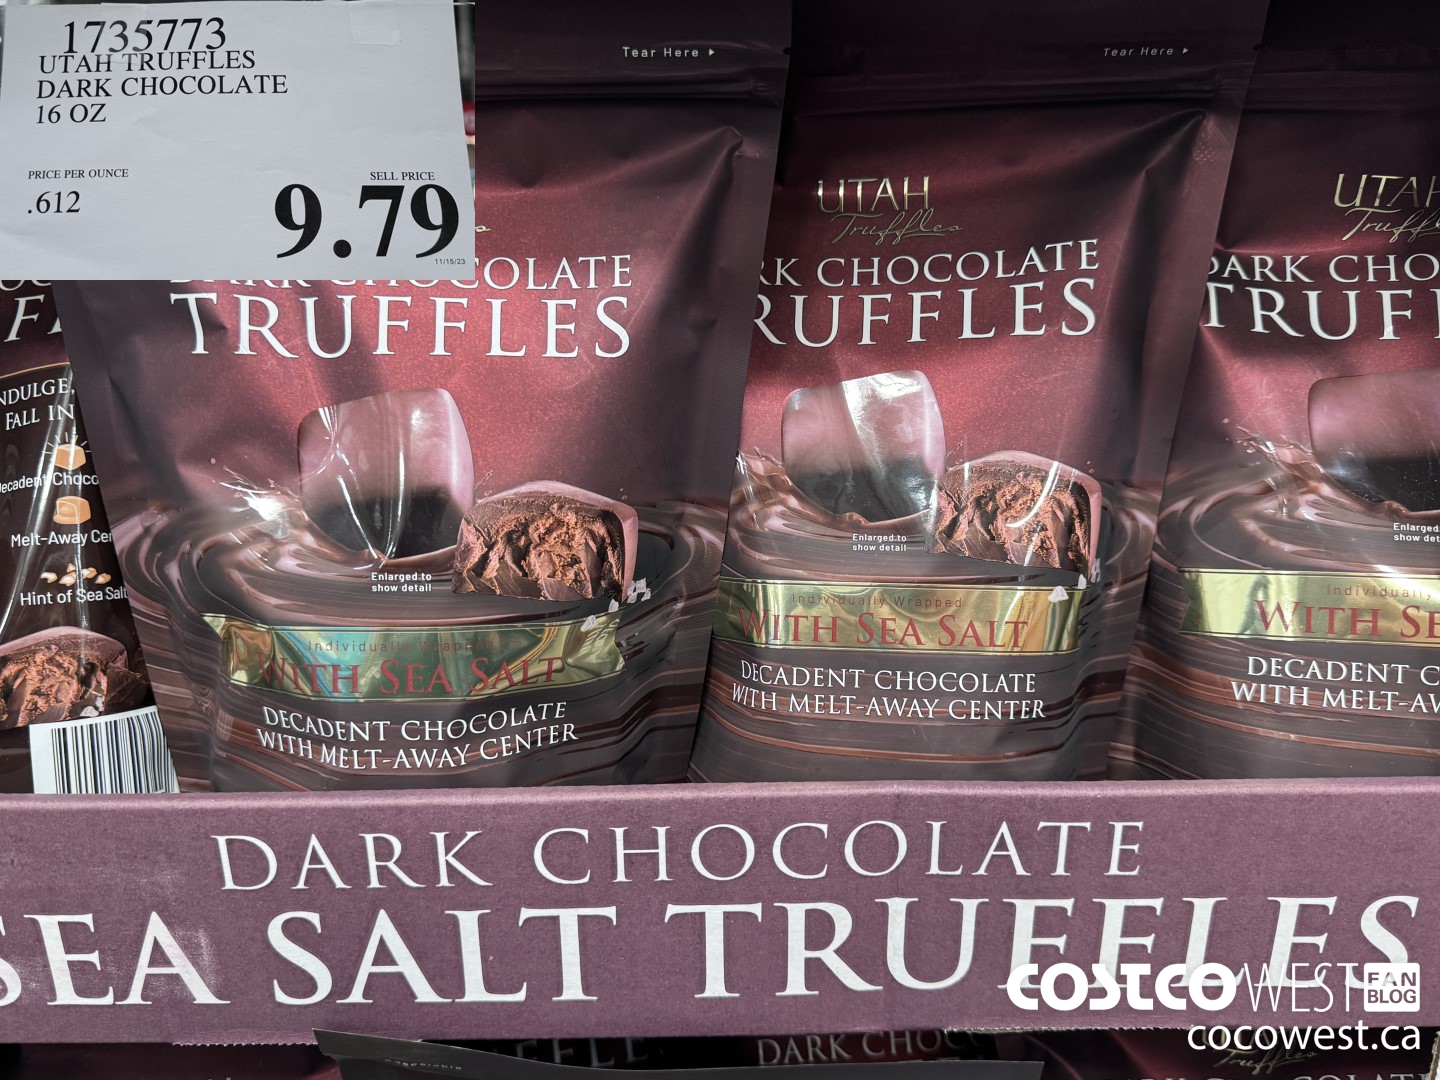 1735773
UTAH TRUFFLES
DARK CHOCOLATE
16 OZ
PRICE PER OUNCE
.612
SELL PRICE
9.79
11/15/23
Tear Here
DARK CHOCOLATE
TRUFFLES
Enlarged to
show detail
Individually Wrapped
WITH SEA SALT
DECADENT CHOCOLATE
WITH MELT-AWAY CENTER
Tear Here
UTAH
Truffles
RK CHOCOLATE
RUFFLES
Enlarged to
show detail
Individually Wrapped
WITH SEA SALT
DECADENT CHOCOLATE
WITH MELT-AWAY CENTER
UTAH
Truffl
DARK CHO
TRUFF
Enlarged
show det
Individually
WITH SE
DECADENT C
WITH MELT-AW
NDULGE,
FALL IN
ecadent Choco
Melt-Away Cen
Hint of Sea Salt
DARK CHOCOLATE
SEA SALT TRUFFLES
COSTCO WEST FAN BLOG
cocowest.ca
DARK CHOC
Truffles